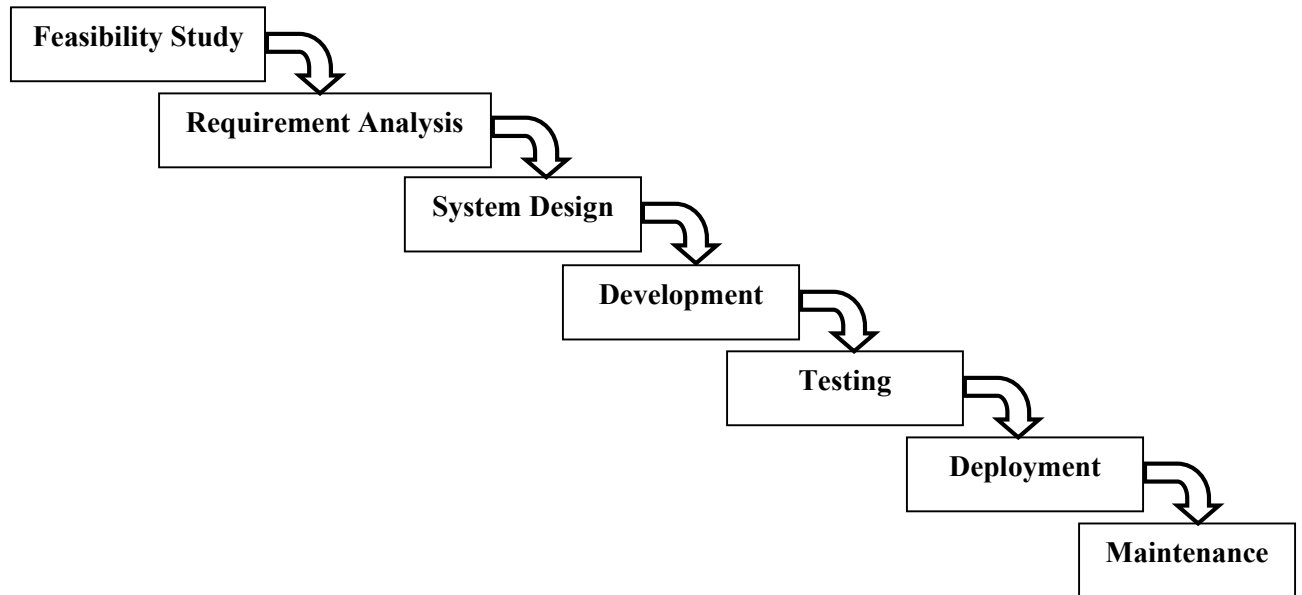 Feasibility Study
Requirement Analysis
System Design
Development
Testing
Deployment
Maintenance